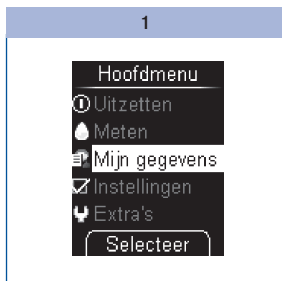 1
Hoofdmenu
Uitzetten
Meten
Mijn gegevens
Instellingen
Extra's
Selecteer